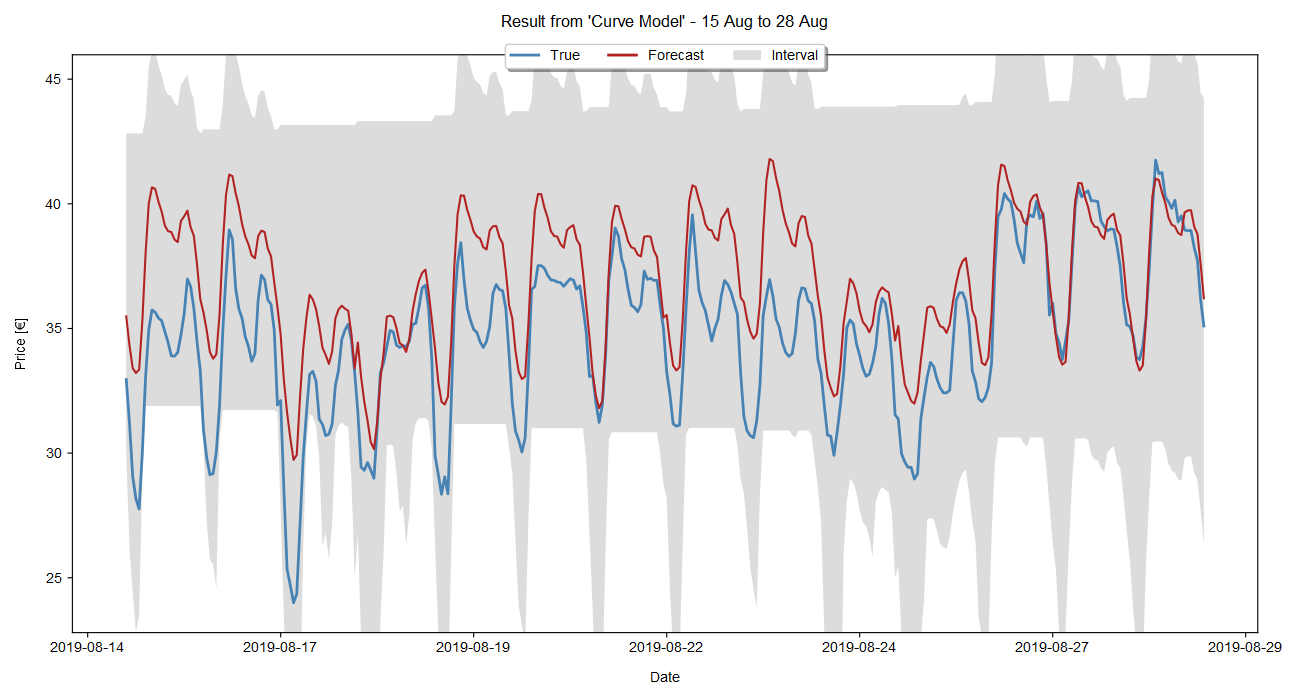 Result from 'Curve Model' - 15 Aug to 28 Aug
True Forecast Interval
45
40
35
30
25
Price [€]
2019-08-14 2019-08-17 2019-08-19 2019-08-22 2019-08-24 2019-08-27 2019-08-29
Date